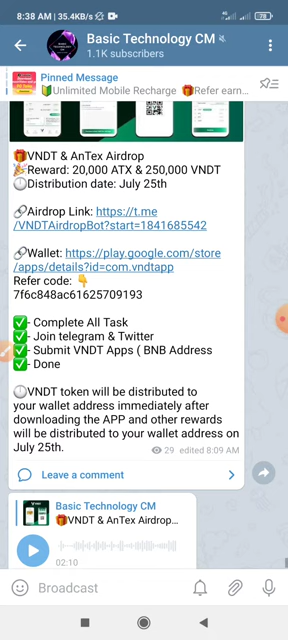 8:38 AM | 35.4KB/s
78
Basic Technology CM
1.1K subscribers
Pinned Message
🔰Unlimited Mobile Recharge 🎁Refer earn...
🎁VNDT & AnTex Airdrop
🎉Reward: 20,000 ATX & 250,000 VNDT
🕛Distribution date: July 25th
🔗Airdrop Link: https://t.me
/VNDTAirdropBot?start=1841685542
🔗Wallet: https://play.google.com/store
/apps/details?id=com.vndtapp
Refer code: 👇
7f6c848ac61625709193
✅- Complete All Task
✅- Join telegram & Twitter
✅- Submit VNDT Apps ( BNB Address
✅- Done
🕛VNDT token will be distributed to
your wallet address immediately after
downloading the APP and other rewards
will be distributed to your wallet address on
July 25th.
29 edited 8:09 AM
Leave a comment
Basic Technology CM
🎁VNDT & AnTex Airdrop...
02:10
Broadcast